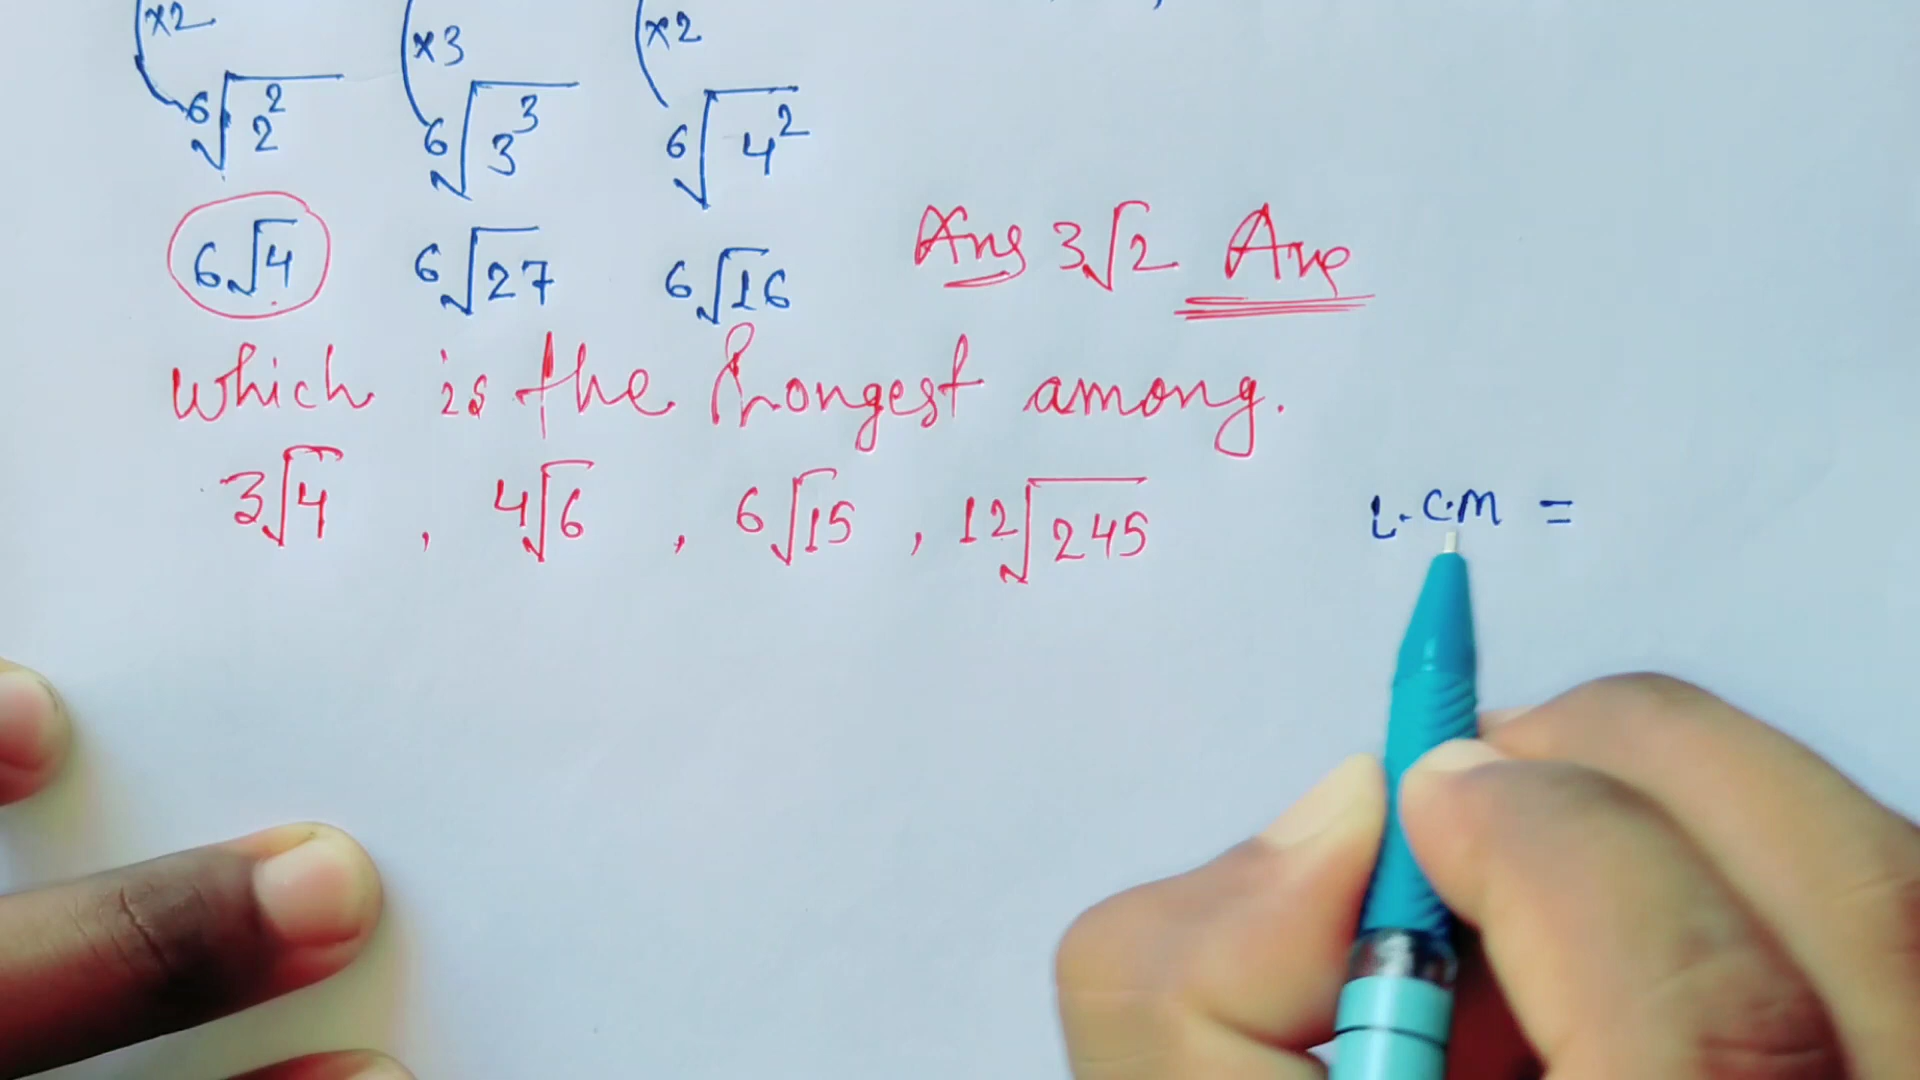 ×2 ×3 ×2
⁶√2² ⁶√3³ ⁶√4²
6√4 6√27 6√16 Ans 3√2 Ans
which is the longest among.
3√4 , 4√6 , 6√15 , 12√245 L.C.M =